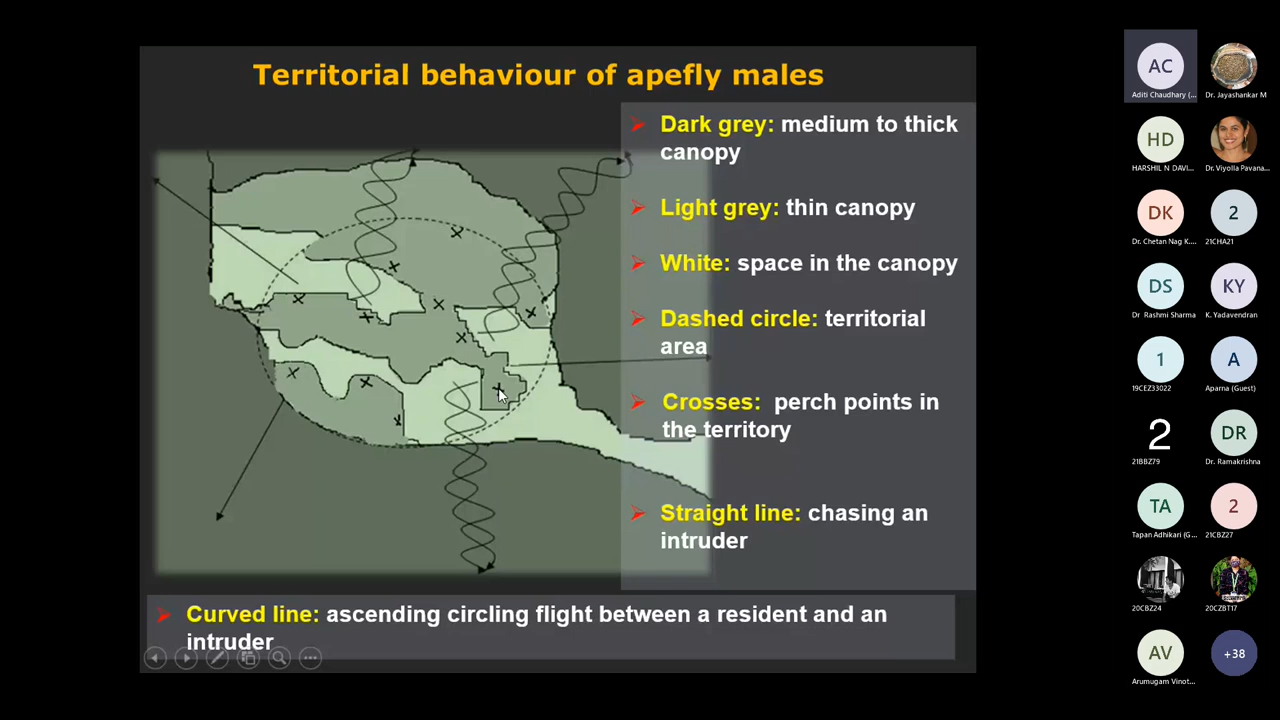 Territorial behaviour of apefly males
Dark grey: medium to thick
canopy
Light grey: thin canopy
White: space in the canopy
Dashed circle: territorial
area
Crosses: perch points in
the territory
Straight line: chasing an
intruder
Curved line: ascending circling flight between a resident and an
intruder
AC
Aditi Chaudhary (...
Dr. Jayashankar M
HD
HARSHIL N DAVI...
Dr. Viyolla Pavana...
DK
Dr. Chetan Nag K....
2
21CHA21
DS
Dr Rashmi Sharma
KY
K. Yadavendran
1
19CEZ33022
A
Aparna (Guest)
2
21BBZ79
DR
Dr. Ramakrishna
TA
Tapan Adhikari (G...
2
21CBZ27
20CBZ24
20CZBT17
AV
Arumugam Vinot...
+38